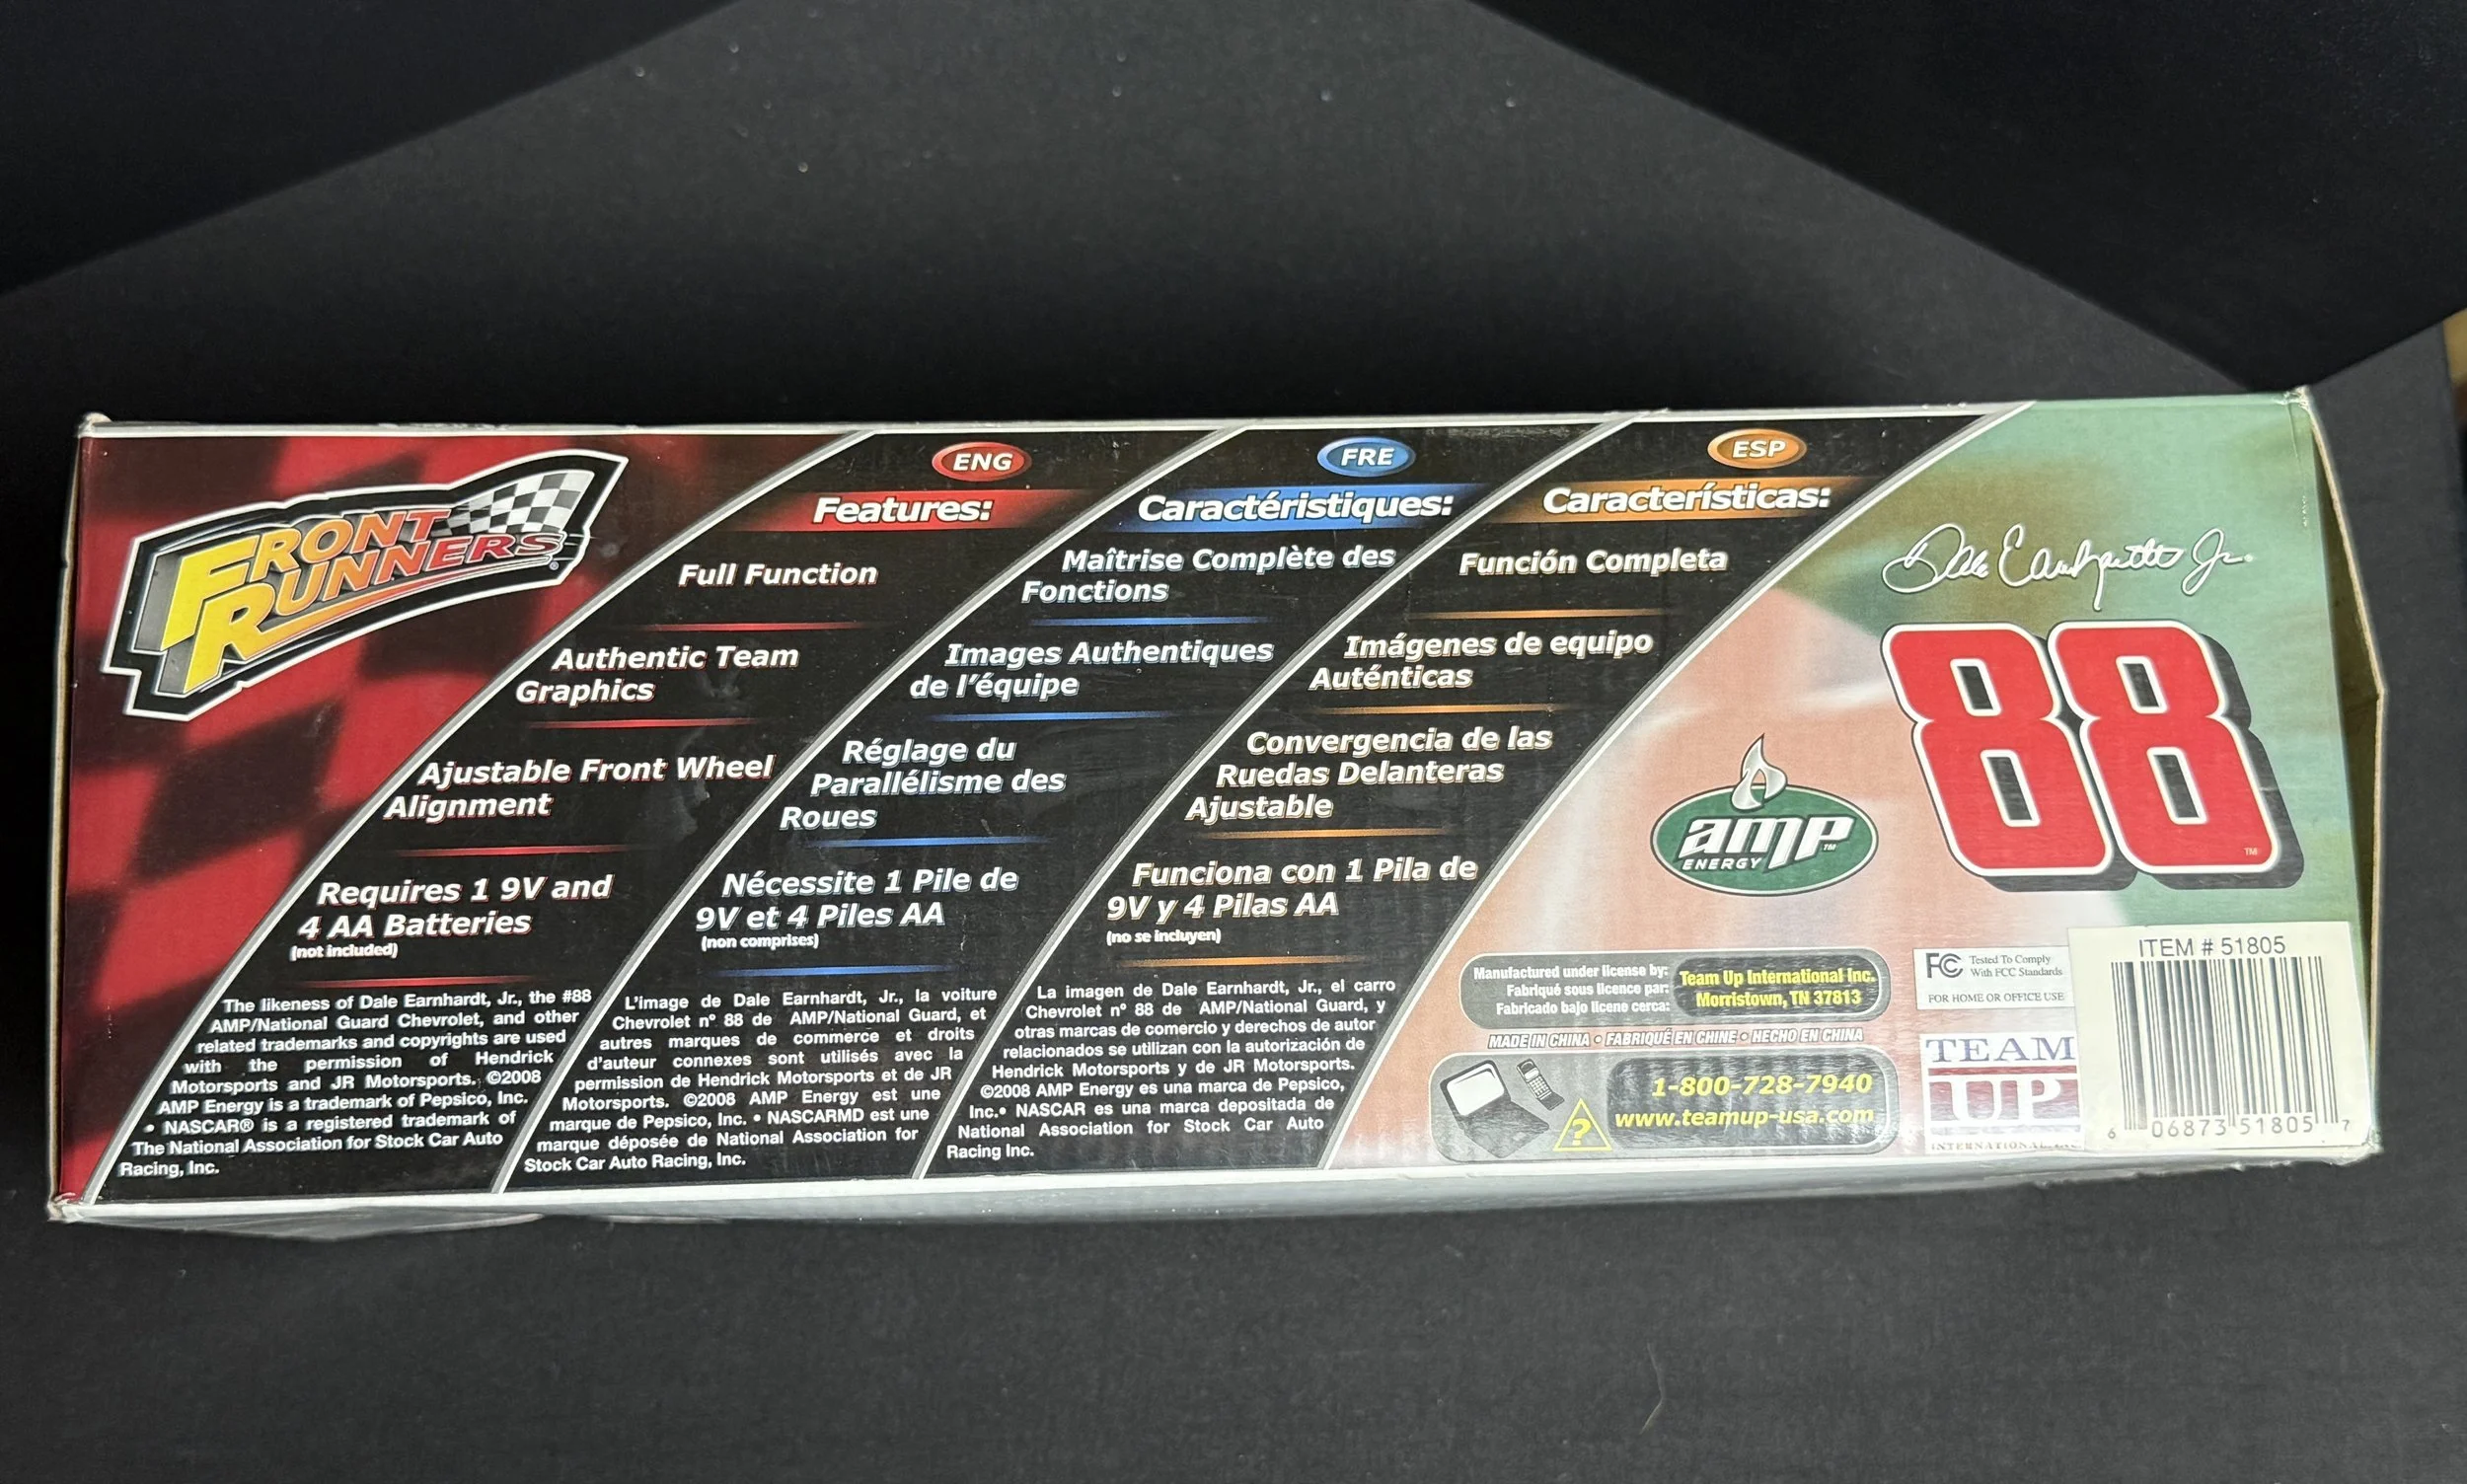 FRONT
RUNNERS®
ENG
Features:
Full Function
Authentic Team
Graphics
Ajustable Front Wheel
Alignment
Requires 1 9V and
4 AA Batteries
(not included)
The likeness of Dale Earnhardt, Jr., the #88
AMP/National Guard Chevrolet, and other
related trademarks and copyrights are used
with the permission of Hendrick
Motorsports and JR Motorsports. ©2008
AMP Energy is a trademark of Pepsico, Inc.
• NASCAR® is a registered trademark of
The National Association for Stock Car Auto
Racing, Inc.
FRE
Caractéristiques:
Maîtrise Complète des
Fonctions
Images Authentiques
de l'équipe
Réglage du
Parallélisme des
Roues
Nécessite 1 Pile de
9V et 4 Piles AA
(non comprises)
L'image de Dale Earnhardt, Jr., la voiture
Chevrolet nº 88 de AMP/National Guard, et
autres marques de commerce et droits
d'auteur connexes sont utilisés avec la
permission de Hendrick Motorsports et de JR
Motorsports. ©2008 AMP Energy est une
marque de Pepsico, Inc. • NASCARMD est une
marque déposée de National Association for
Stock Car Auto Racing, Inc.
ESP
Características:
Función Completa
Imágenes de equipo
Auténticas
Convergencia de las
Ruedas Delanteras
Ajustable
Funciona con 1 Pila de
9V y 4 Pilas AA
(no se incluyen)
La imagen de Dale Earnhardt, Jr., el carro
Chevrolet nº 88 de AMP/National Guard, y
otras marcas de comercio y derechos de autor
relacionados se utilizan con la autorización de
Hendrick Motorsports y de JR Motorsports.
©2008 AMP Energy es una marca de Pepsico,
Inc.• NASCAR es una marca depositada de
National Association for Stock Car Auto
Racing Inc.
Dale Earnhardt Jr.
88 TM
amp TM
ENERGY
Manufactured under license by:
Fabriqué sous licence par:
Fabricado bajo liceno cerca:
Team Up International Inc.
Morristown, TN 37813
MADE IN CHINA • FABRIQUÉ EN CHINE • HECHO EN CHINA
?
1-800-728-7940
www.teamup-usa.com
FC Tested To Comply
With FCC Standards
FOR HOME OR OFFICE USE
TEAM
UP
INTERNATIONAL, INC.
ITEM # 51805
6 06873 51805 7